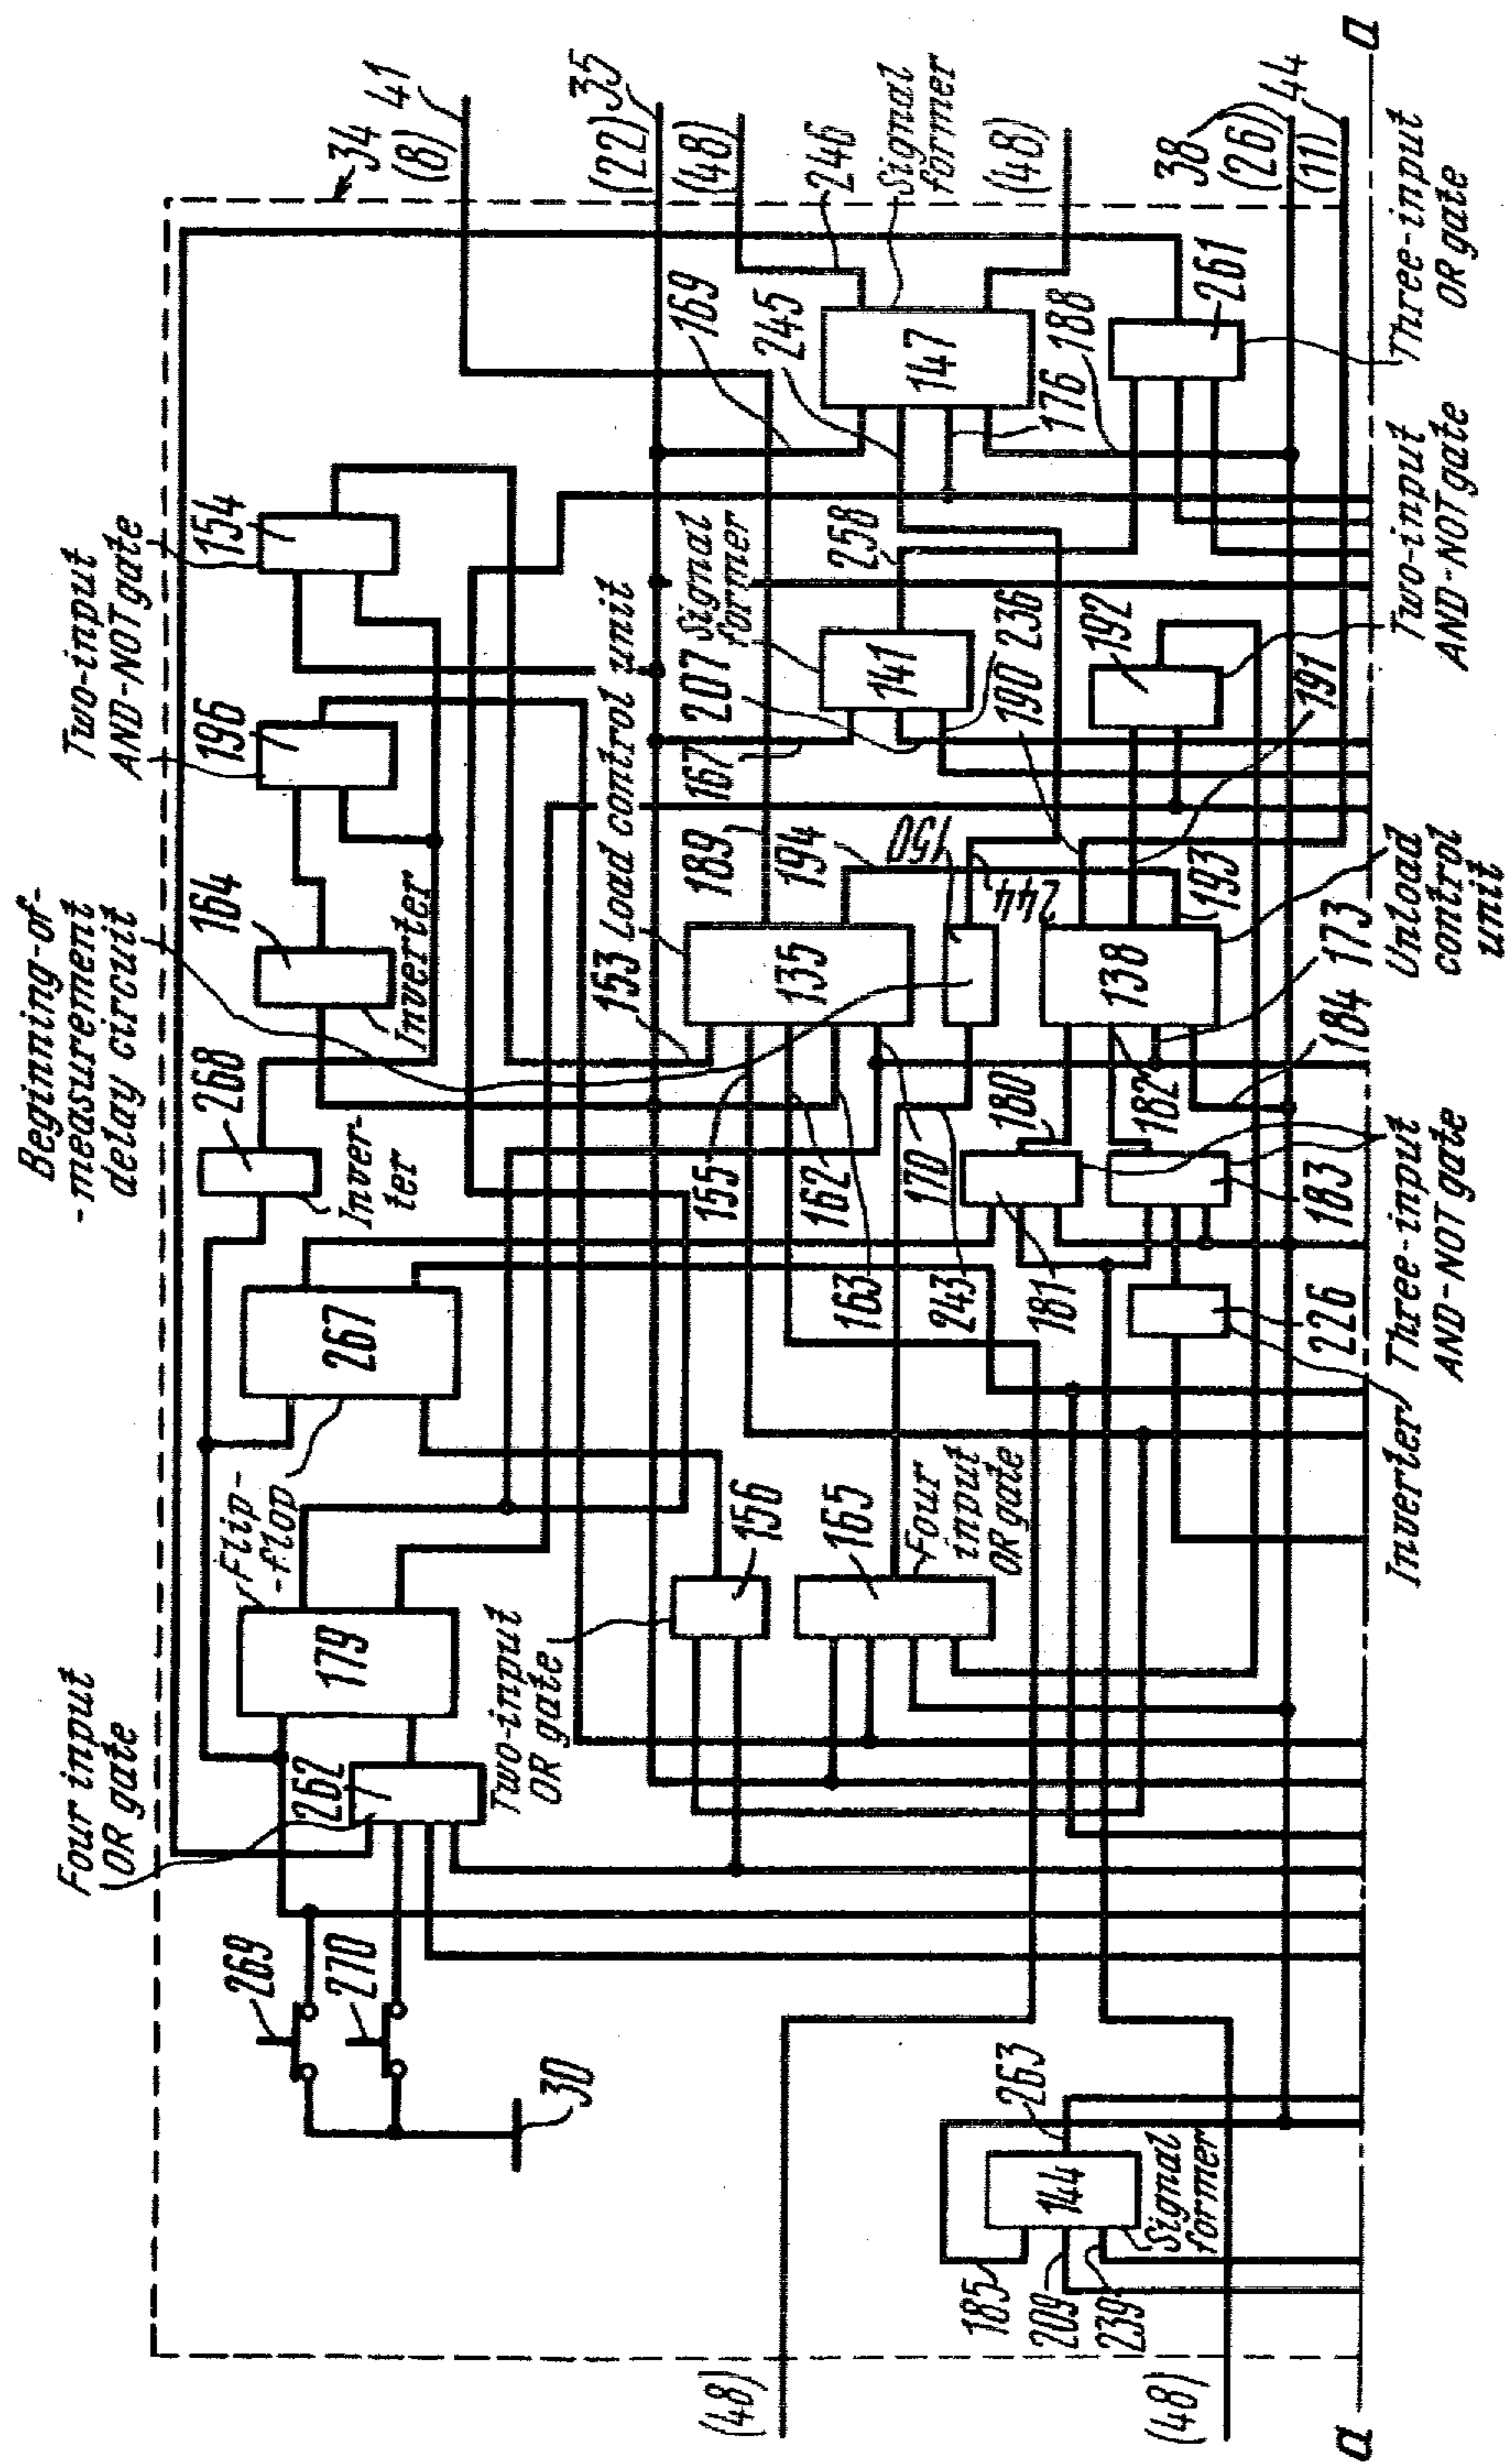 Four input
OR gate
Beginning-of-
-measurement
delay circuit
Two-input
AND-NOT gate
34
(8) 41
269
270
30
262
179
Flip-
-flop
267
268
Inver-
ter
164
Inverter
196
154
(22) 35
(48)
246
Signal
former
(48)
38
(26)
44
(11)
Two-input
OR gate
156
165
Four
input
OR gate
155
162
163
170
243
153
Load control unit
135
189
194
150
244
167
207
Signal
former
141
258
236
190
245
169
147
176
188
261
192
191
193
138
173
184
182
180
181
183
226
(48)
185
209
239
144
263
Signal
former
(48)
a
Inverter
Three-input
AND-NOT gate
Unload
control
unit
Two-input
AND-NOT gate
Three-input
OR gate
a